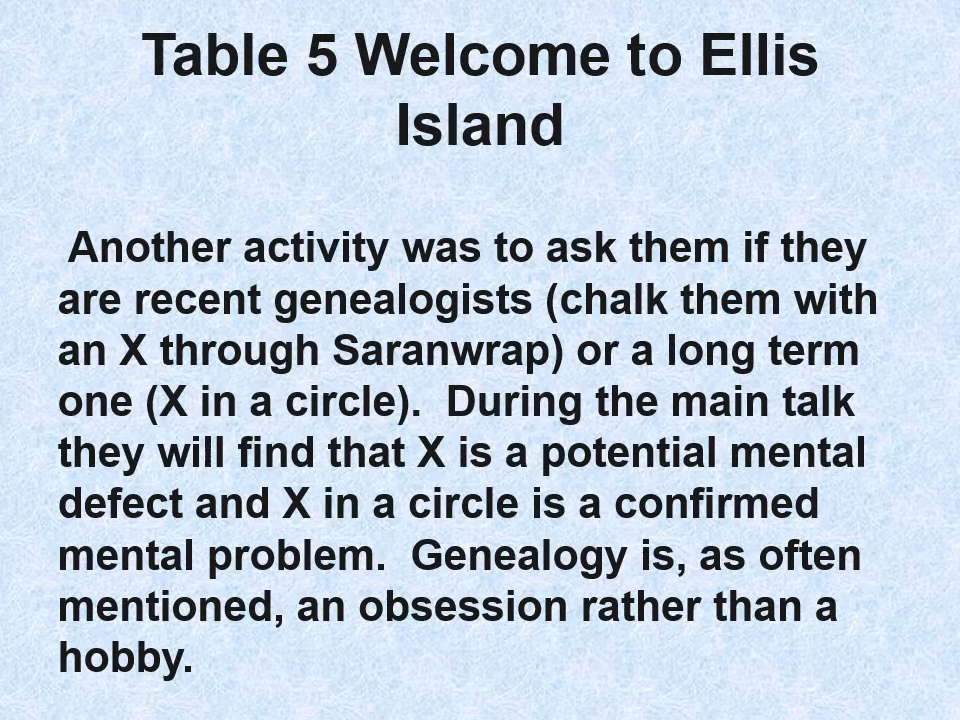 Table 5 Welcome to Ellis
Island
Another activity was to ask them if they
are recent genealogists (chalk them with
an X through Saranwrap) or a long term
one (X in a circle).  During the main talk
they will find that X is a potential mental
defect and X in a circle is a confirmed
mental problem.  Genealogy is, as often
mentioned, an obsession rather than a
hobby.